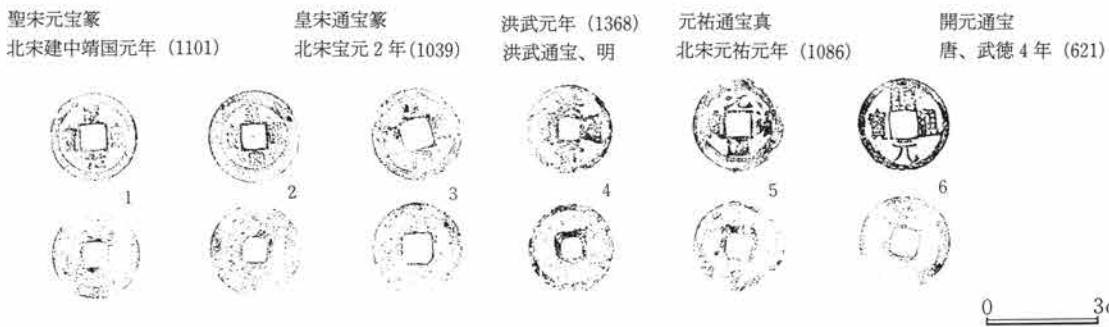 聖宋元宝篆
北宋建中靖国元年（1101）
皇宋通宝篆
北宋宝元2年（1039）
洪武元年（1368）
洪武通宝、明
元祐通宝真
北宋元祐元年（1086）
開元通宝
唐、武徳4年（621）
1
2
3
4
5
6
0
3c